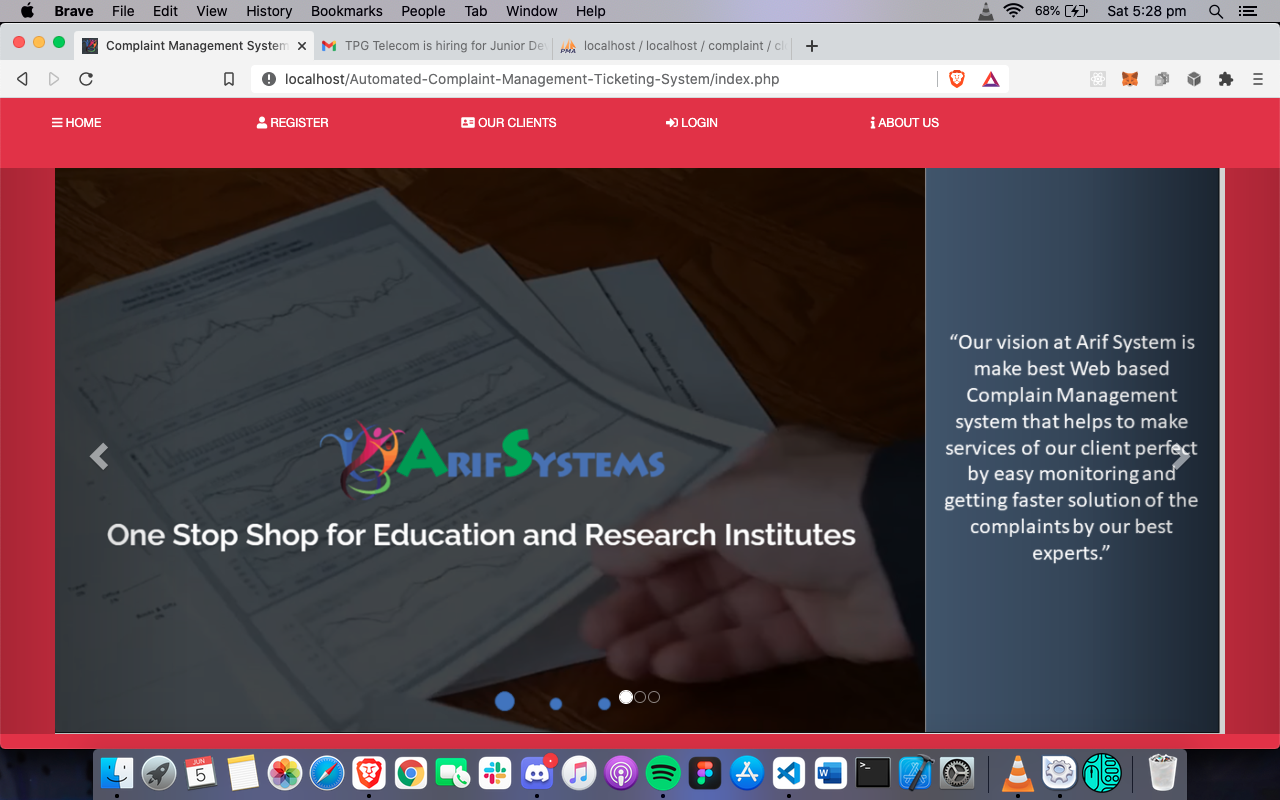 Brave File Edit View History Bookmarks People Tab Window Help 68% Sat 5:28 pm
Complaint Management System TPG Telecom is hiring for Junior De localhost / localhost / complaint / cl
localhost/Automated-Complaint-Management-Ticketing-System/index.php
HOME REGISTER OUR CLIENTS LOGIN ABOUT US
“Our vision at Arif System is
make best Web based
Complain Management
system that helps to make
services of our client perfect
by easy monitoring and
getting faster solution of the
complaints by our best
experts.”
ARIFSYSTEMS
One Stop Shop for Education and Research Institutes
JUN
5